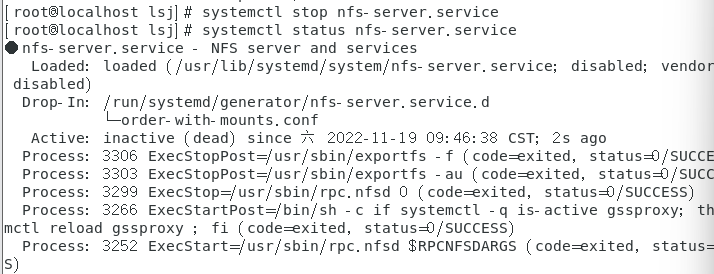 [root@localhost lsj]# systemctl stop nfs-server.service
[root@localhost lsj]# systemctl status nfs-server.service
●nfs-server.service - NFS server and services
   Loaded: loaded (/usr/lib/systemd/system/nfs-server.service; disabled; vendor
 disabled)
  Drop-In: /run/systemd/generator/nfs-server.service.d
           └─order-with-mounts.conf
   Active: inactive (dead) since 六 2022-11-19 09:46:38 CST; 2s ago
  Process: 3306 ExecStopPost=/usr/sbin/exportfs -f (code=exited, status=0/SUCCE
  Process: 3303 ExecStopPost=/usr/sbin/exportfs -au (code=exited, status=0/SUCC
  Process: 3299 ExecStop=/usr/sbin/rpc.nfsd 0 (code=exited, status=0/SUCCESS)
  Process: 3266 ExecStartPost=/bin/sh -c if systemctl -q is-active gssproxy; th
mctl reload gssproxy ; fi (code=exited, status=0/SUCCESS)
  Process: 3252 ExecStart=/usr/sbin/rpc.nfsd $RPCNFSDARGS (code=exited, status=
S)